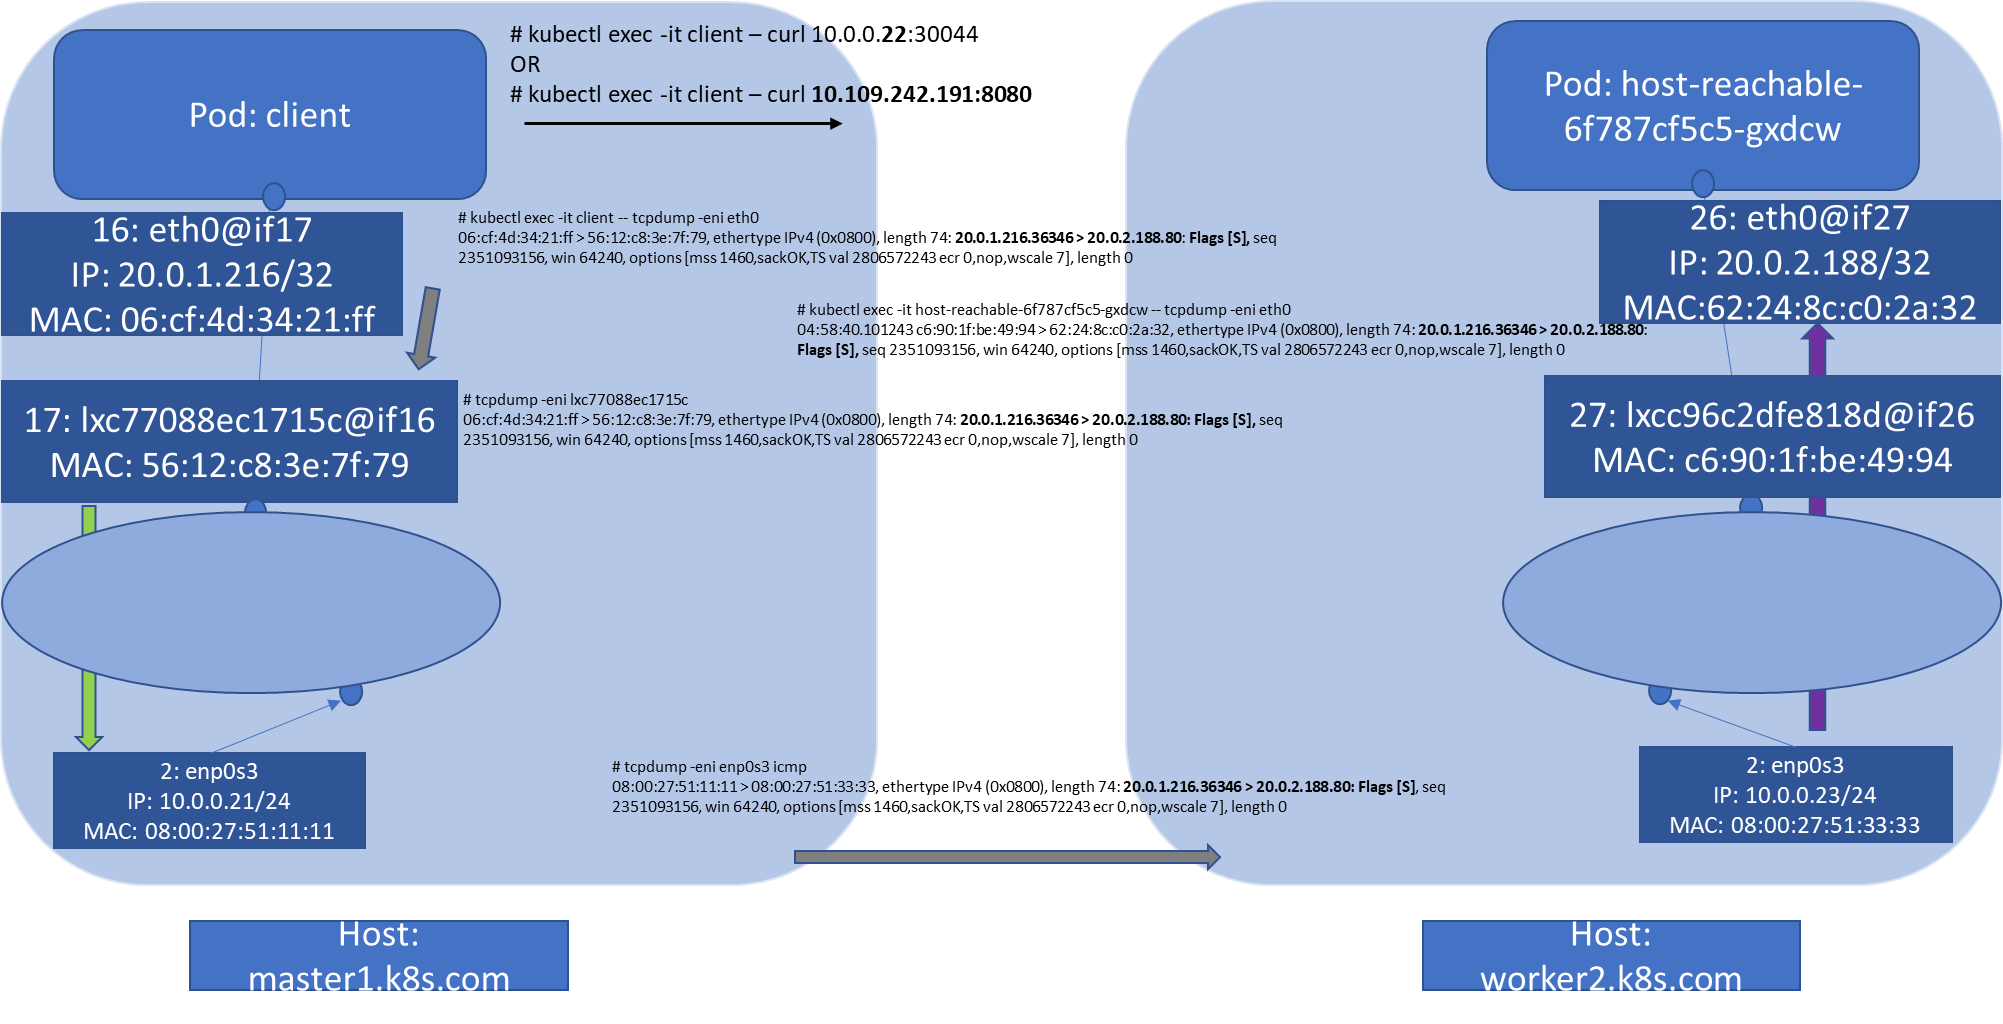 # kubectl exec -it client – curl 10.0.0.22:30044
OR
# kubectl exec -it client – curl 10.109.242.191:8080
Pod: client
Pod: host-reachable-
6f787cf5c5-gxdcw
16: eth0@if17
IP: 20.0.1.216/32
MAC: 06:cf:4d:34:21:ff
# kubectl exec -it client -- tcpdump -eni eth0
06:cf:4d:34:21:ff > 56:12:c8:3e:7f:79, ethertype IPv4 (0x0800), length 74: 20.0.1.216.36346 > 20.0.2.188.80: Flags [S], seq
2351093156, win 64240, options [mss 1460,sackOK,TS val 2806572243 ecr 0,nop,wscale 7], length 0
26: eth0@if27
IP: 20.0.2.188/32
MAC:62:24:8c:c0:2a:32
# kubectl exec -it host-reachable-6f787cf5c5-gxdcw -- tcpdump -eni eth0
04:58:40.101243 c6:90:1f:be:49:94 > 62:24:8c:c0:2a:32, ethertype IPv4 (0x0800), length 74: 20.0.1.216.36346 > 20.0.2.188.80:
Flags [S], seq 2351093156, win 64240, options [mss 1460,sackOK,TS val 2806572243 ecr 0,nop,wscale 7], length 0
17: lxc77088ec1715c@if16
MAC: 56:12:c8:3e:7f:79
# tcpdump -eni lxc77088ec1715c
06:cf:4d:34:21:ff > 56:12:c8:3e:7f:79, ethertype IPv4 (0x0800), length 74: 20.0.1.216.36346 > 20.0.2.188.80: Flags [S], seq
2351093156, win 64240, options [mss 1460,sackOK,TS val 2806572243 ecr 0,nop,wscale 7], length 0
27: lxcc96c2dfe818d@if26
MAC: c6:90:1f:be:49:94
2: enp0s3
IP: 10.0.0.21/24
MAC: 08:00:27:51:11:11
# tcpdump -eni enp0s3 icmp
08:00:27:51:11:11 > 08:00:27:51:33:33, ethertype IPv4 (0x0800), length 74: 20.0.1.216.36346 > 20.0.2.188.80: Flags [S], seq
2351093156, win 64240, options [mss 1460,sackOK,TS val 2806572243 ecr 0,nop,wscale 7], length 0
2: enp0s3
IP: 10.0.0.23/24
MAC: 08:00:27:51:33:33
Host:
master1.k8s.com
Host:
worker2.k8s.com